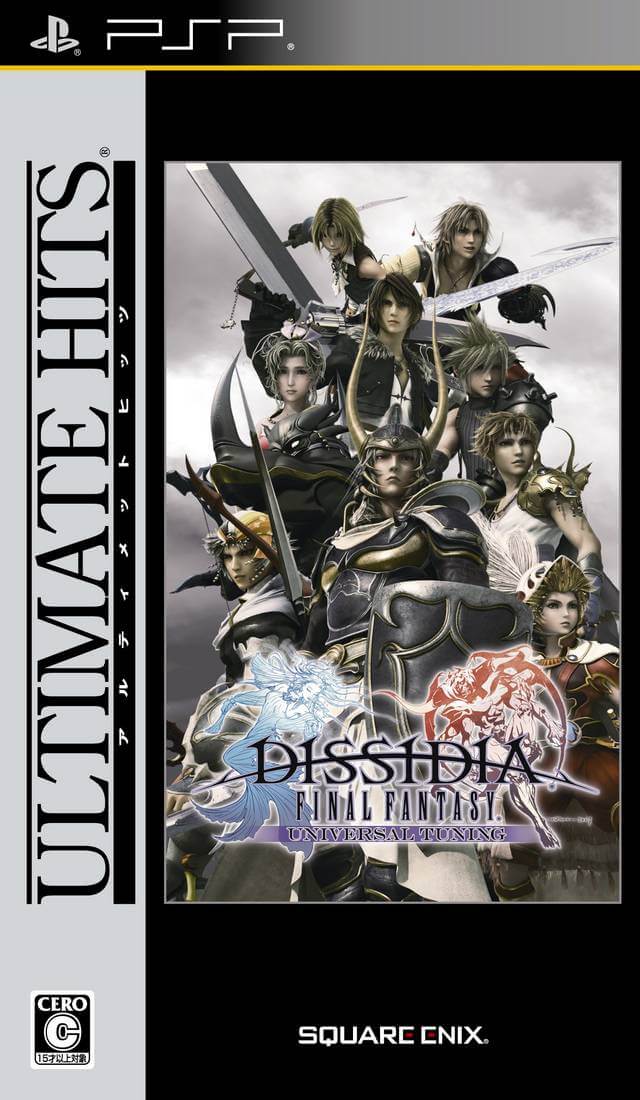 PSP®
ULTIMATE HITS®
アルティメットヒッツ
DISSIDIA
FINAL FANTASY®
UNIVERSAL TUNING
CERO
C
15才以上対象
SQUARE ENIX®